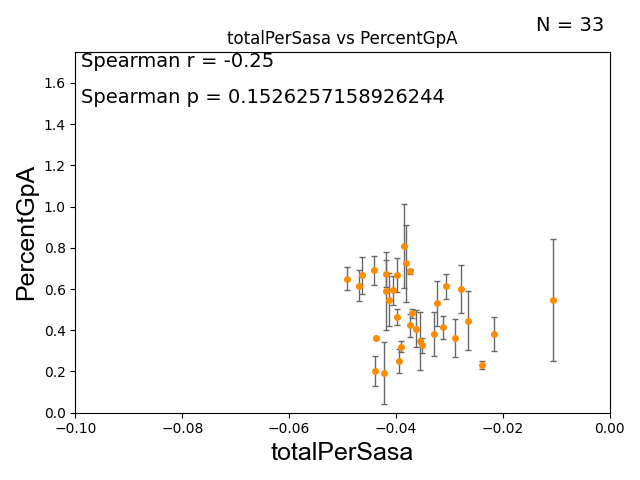 N = 33
totalPerSasa vs PercentGpA
Spearman r = -0.25
Spearman p = 0.1526257158926244
1.6
1.4
1.2
1.0
0.8
0.6
0.4
0.2
0.0
PercentGpA
−0.10 −0.08 −0.06 −0.04 −0.02 0.00
totalPerSasa